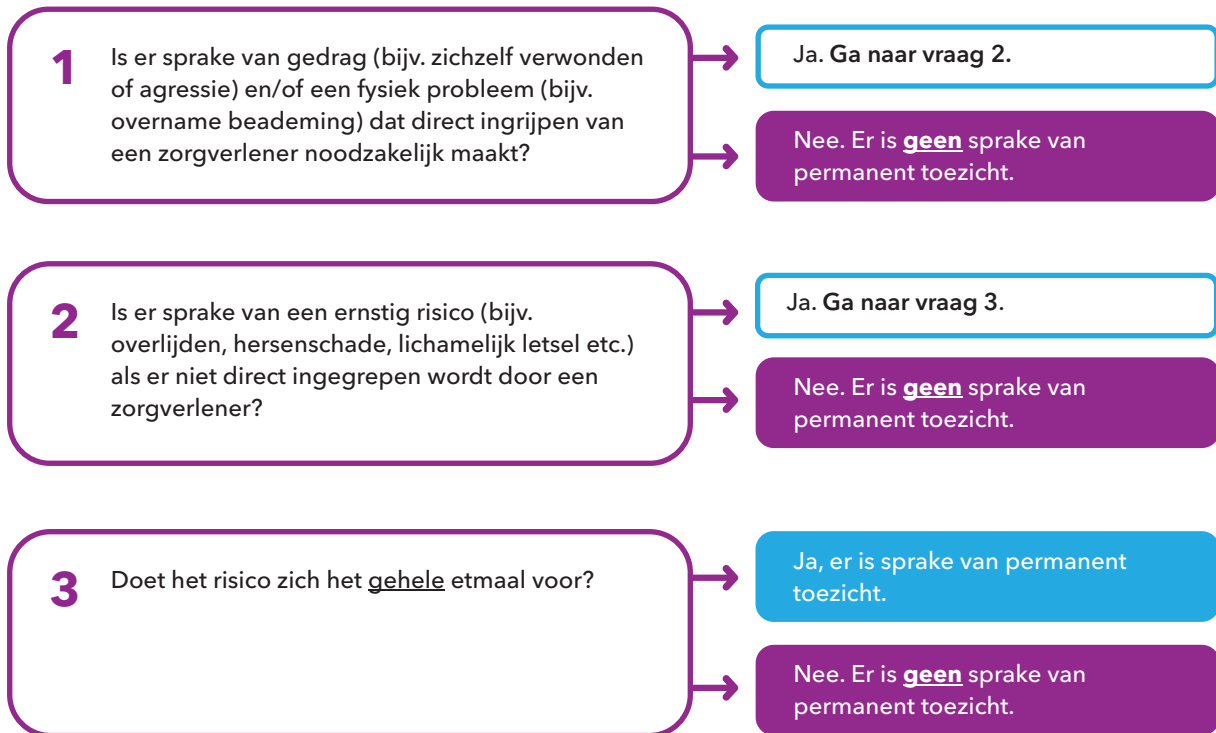 1
Is er sprake van gedrag (bijv. zichzelf verwonden
of agressie) en/of een fysiek probleem (bijv.
overname beademing) dat direct ingrijpen van
een zorgverlener noodzakelijk maakt?
Ja. Ga naar vraag 2.
Nee. Er is geen sprake van
permanent toezicht.
2
Is er sprake van een ernstig risico (bijv.
overlijden, hersenschade, lichamelijk letsel etc.)
als er niet direct ingegrepen wordt door een
zorgverlener?
Ja. Ga naar vraag 3.
Nee. Er is geen sprake van
permanent toezicht.
3
Doet het risico zich het gehele etmaal voor?
Ja, er is sprake van permanent
toezicht.
Nee. Er is geen sprake van
permanent toezicht.